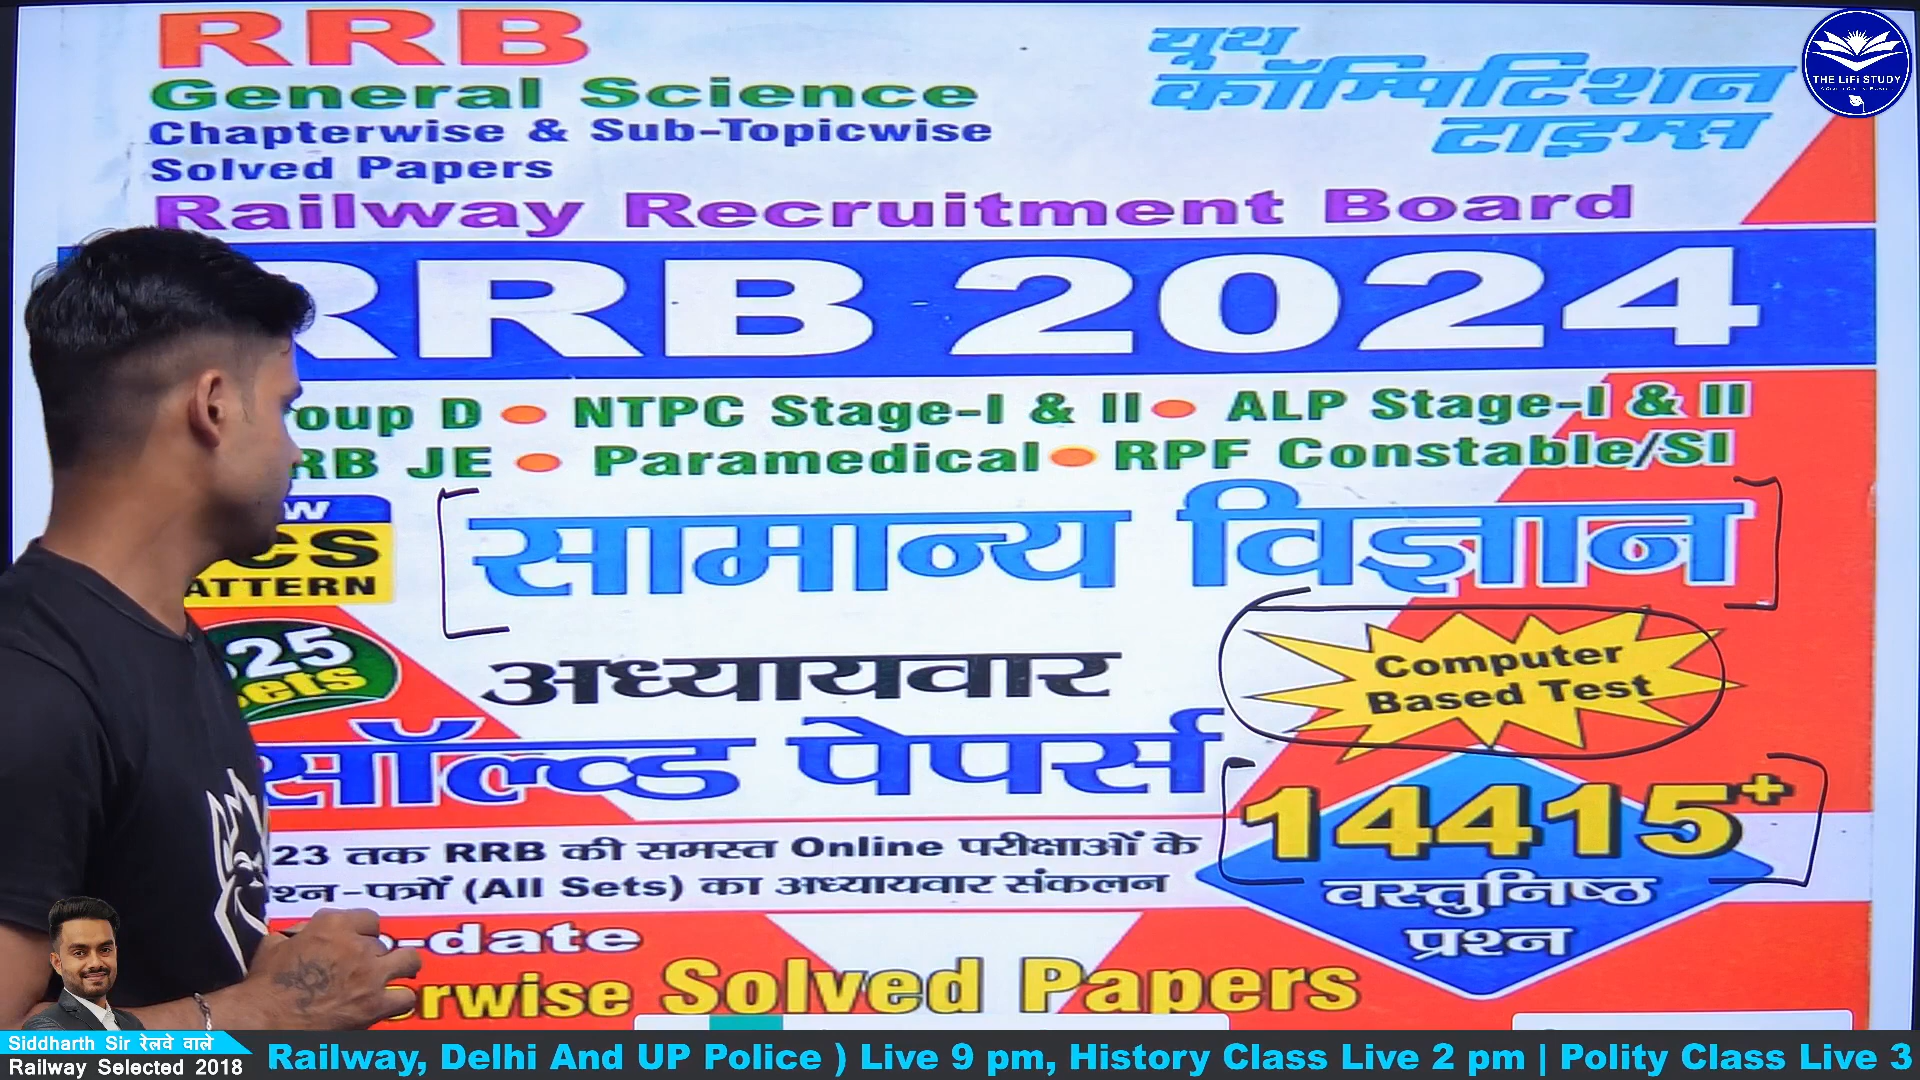 RRB
General Science
Chapterwise & Sub-Topicwise
Solved Papers
यूथ
कॉम्पिटिशन
टाइम्स
THE LiFi STUDY
Railway Recruitment Board
RRB 2024
oup D • NTPC Stage-I & II • ALP Stage-I & II
RB JE • Paramedical • RPF Constable/SI
W
CS
ATTERN
सामान्य विज्ञान
25
ets
अध्यायवार
Computer
Based Test
सॉल्व्ड पेपर्स
14415+
वस्तुनिष्ठ
प्रश्न
23 तक RRB की समस्त Online परीक्षाओं के
श्न-पत्रों (All Sets) का अध्यायवार संकलन
-date
erwise Solved Papers
Siddharth Sir रेलवे वाले
Railway Selected 2018
Railway, Delhi And UP Police ) Live 9 pm, History Class Live 2 pm | Polity Class Live 3